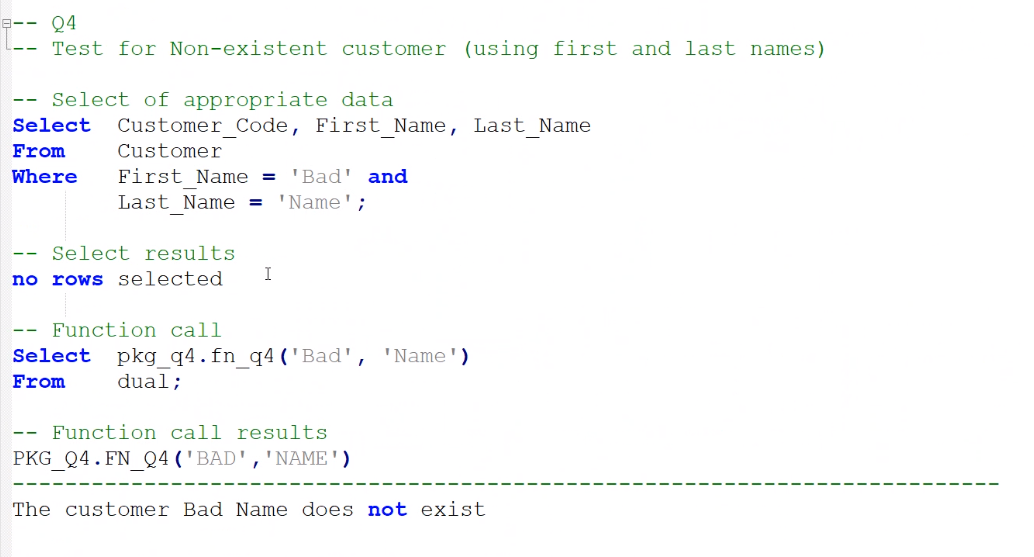 -- Q4
-- Test for Non-existent customer (using first and last names)
-- Select of appropriate data
Select Customer_Code, First_Name, Last_Name
From Customer
Where First_Name = 'Bad' and
Last_Name = 'Name';
-- Select results
no rows selected
-- Function call
Select pkg_q4.fn_q4('Bad', 'Name')
From dual;
-- Function call results
PKG_Q4.FN_Q4('BAD','NAME')
---------------------------------------------------------------------------
The customer Bad Name does not exist